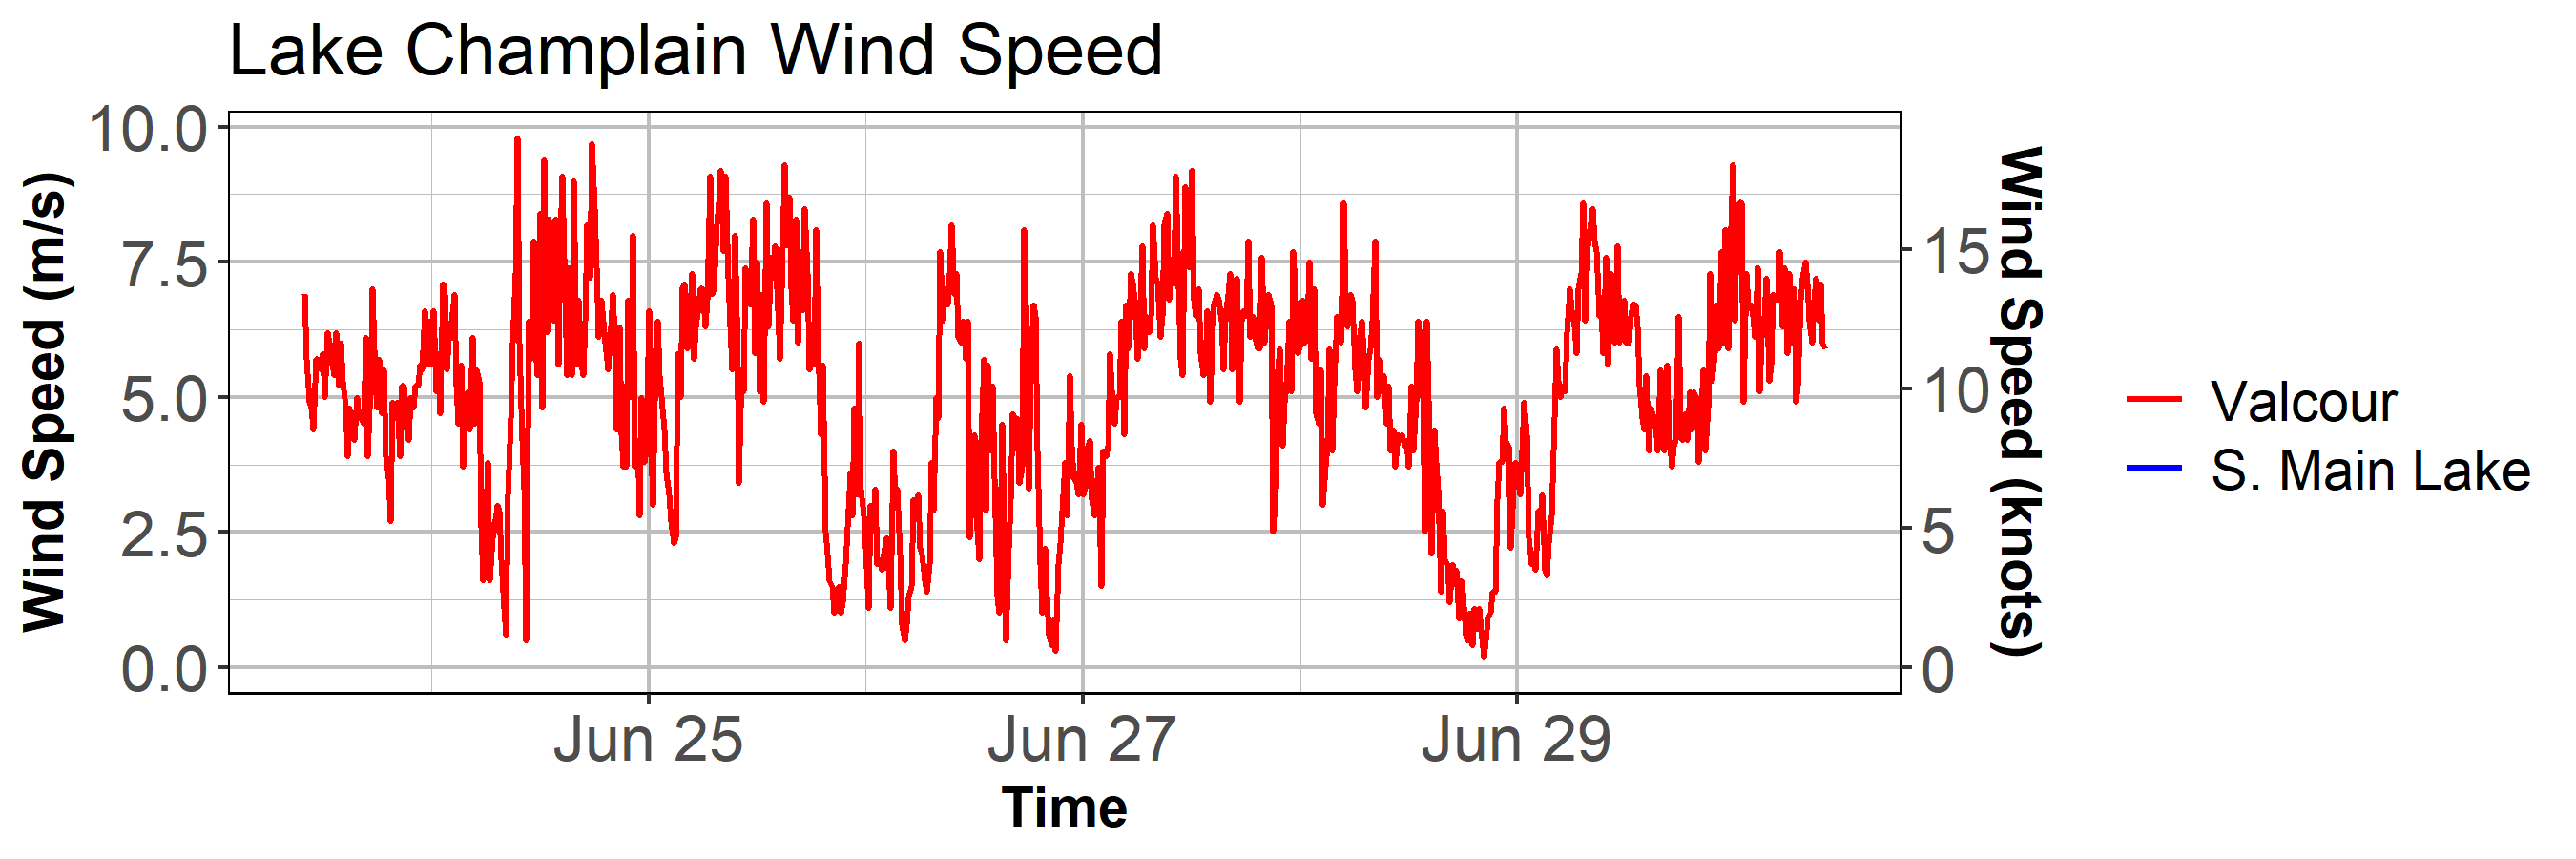 Lake Champlain Wind Speed
Wind Speed (m/s)
10.0
7.5
5.0
2.5
0.0
Jun 25
Jun 27
Jun 29
Time
15
10
5
0
Wind Speed (knots)
Valcour
S. Main Lake